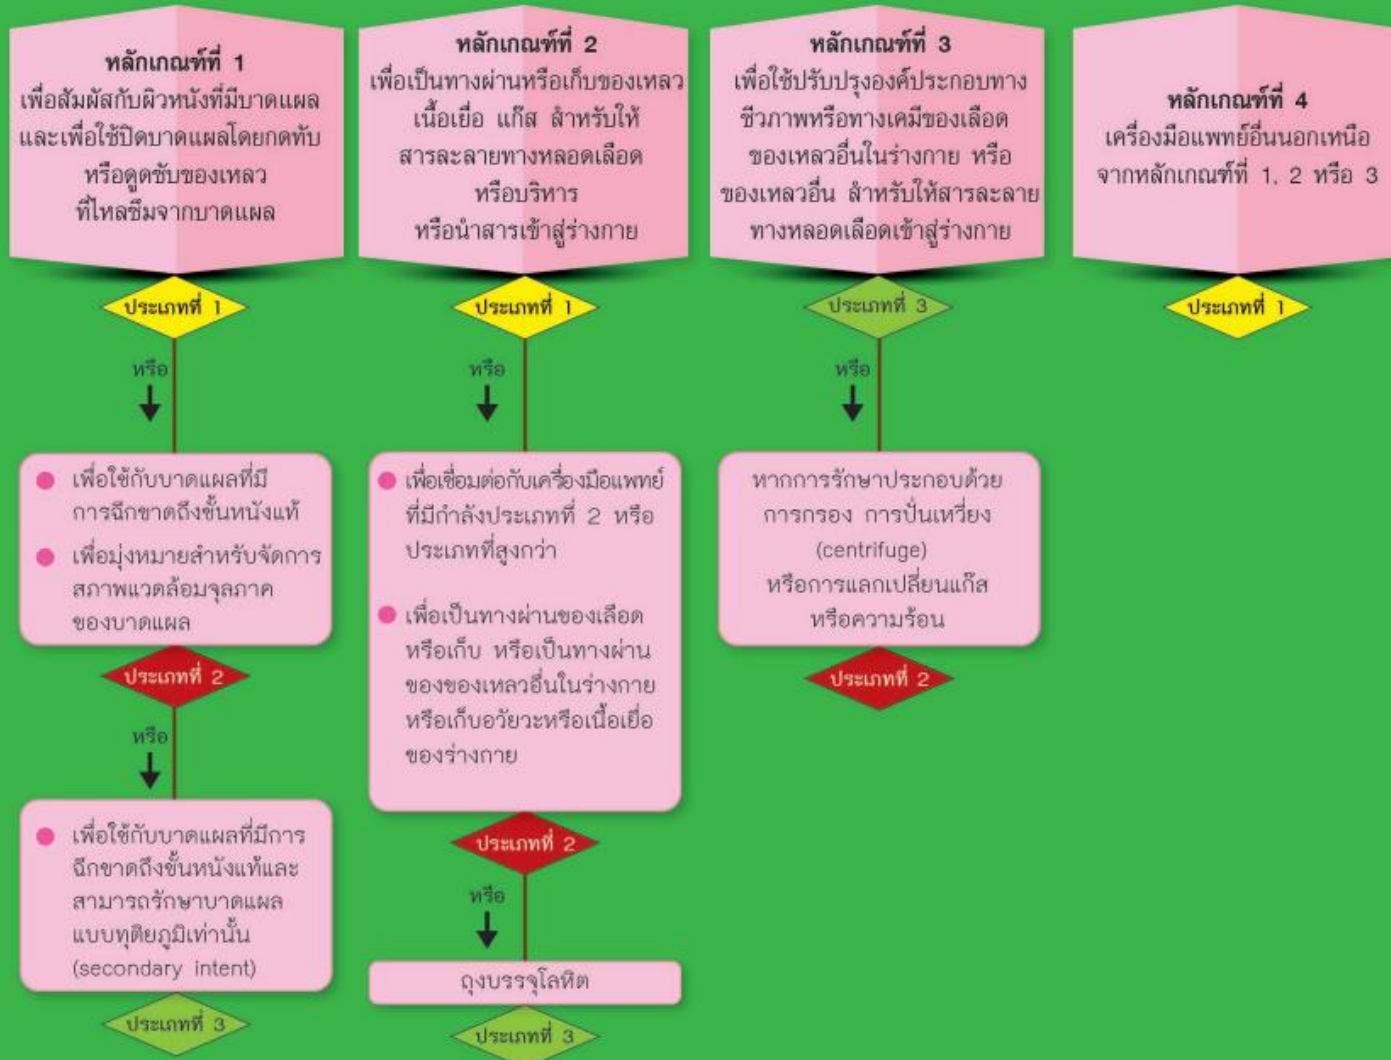 หลักเกณฑ์ที่ 1
เพื่อสัมผัสกับผิวหนังที่มีบาดแผล
และเพื่อใช้ปิดบาดแผลโดยกดทับ
หรือดูดซับของเหลว
ที่ไหลซึมจากบาดแผล
ประเภทที่ 1
หรือ
เพื่อใช้กับบาดแผลที่มี
การฉีกขาดถึงชั้นหนังแท้
เพื่อมุ่งหมายสำหรับจัดการ
สภาพแวดล้อมจุลภาค
ของบาดแผล
ประเภทที่ 2
หรือ
เพื่อใช้กับบาดแผลที่มีการ
ฉีกขาดถึงชั้นหนังแท้และ
สามารถรักษาบาดแผล
แบบทุติยภูมิเท่านั้น
(secondary intent)
ประเภทที่ 3
หลักเกณฑ์ที่ 2
เพื่อเป็นทางผ่านหรือเก็บของเหลว
เนื้อเยื่อ แก๊ส สำหรับให้
สารละลายทางหลอดเลือด
หรือบริหาร
หรือนำสารเข้าสู่ร่างกาย
ประเภทที่ 1
หรือ
เพื่อเชื่อมต่อกับเครื่องมือแพทย์
ที่มีกำลังประเภทที่ 2 หรือ
ประเภทที่สูงกว่า
เพื่อเป็นทางผ่านของเลือด
หรือเก็บ หรือเป็นทางผ่าน
ของของเหลวอื่นในร่างกาย
หรือเก็บอวัยวะหรือเนื้อเยื่อ
ของร่างกาย
ประเภทที่ 2
หรือ
ถุงบรรจุโลหิต
ประเภทที่ 3
หลักเกณฑ์ที่ 3
เพื่อใช้ปรับปรุงองค์ประกอบทาง
ชีวภาพหรือทางเคมีของเลือด
ของเหลวอื่นในร่างกาย หรือ
ของเหลวอื่น สำหรับให้สารละลาย
ทางหลอดเลือดเข้าสู่ร่างกาย
ประเภทที่ 3
หรือ
หากการรักษาประกอบด้วย
การกรอง การปั่นเหวี่ยง
(centrifuge)
หรือการแลกเปลี่ยนแก๊ส
หรือความร้อน
ประเภทที่ 2
หลักเกณฑ์ที่ 4
เครื่องมือแพทย์อื่นนอกเหนือ
จากหลักเกณฑ์ที่ 1, 2 หรือ 3
ประเภทที่ 1